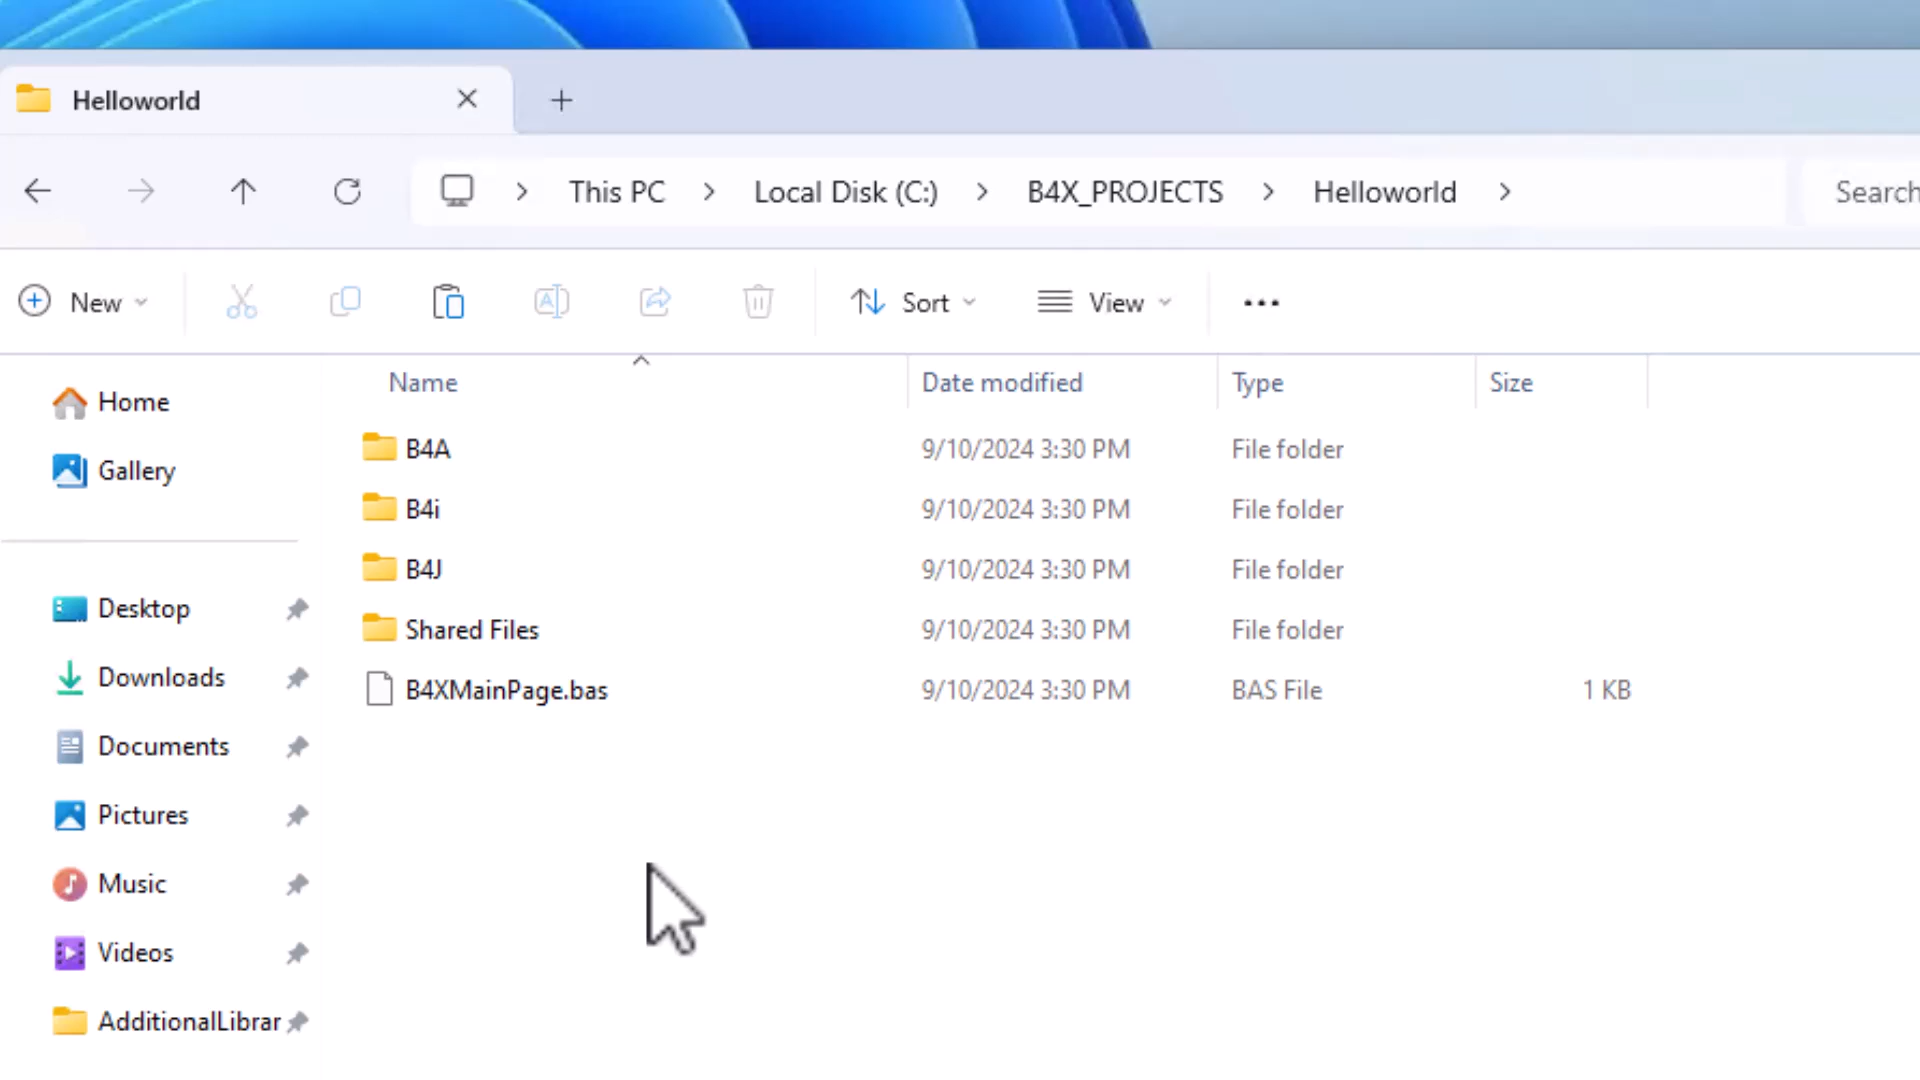 Helloworld
This PC > Local Disk (C:) > B4X_PROJECTS > Helloworld >
Search
New
Sort
View
Name Date modified Type Size
Home
Gallery
B4A 9/10/2024 3:30 PM File folder
B4i 9/10/2024 3:30 PM File folder
B4J 9/10/2024 3:30 PM File folder
Shared Files 9/10/2024 3:30 PM File folder
B4XMainPage.bas 9/10/2024 3:30 PM BAS File 1 KB
Desktop
Downloads
Documents
Pictures
Music
Videos
AdditionalLibrar